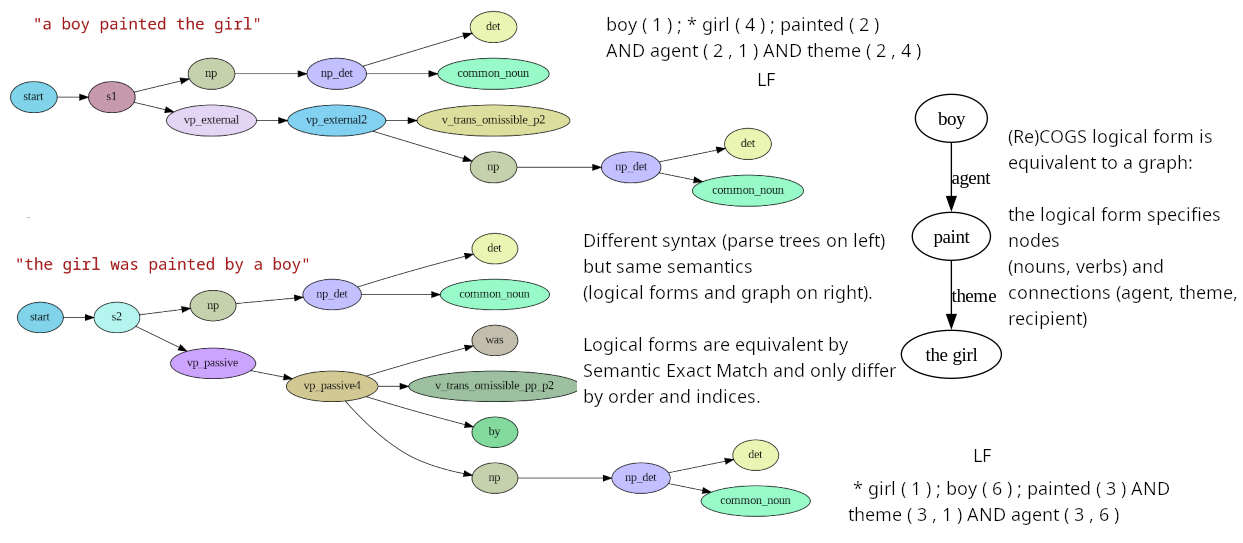 "a boy painted the girl"
start
s1
np
np_det
det
common_noun
vp_external
vp_external2
v_trans_omissible_p2
np
np_det
det
common_noun
boy ( 1 ) ; * girl ( 4 ) ; painted ( 2 )
AND agent ( 2 , 1 ) AND theme ( 2 , 4 )
LF
boy
agent
paint
theme
the girl
(Re)COGS logical form is
equivalent to a graph:
the logical form specifies
nodes
(nouns, verbs) and
connections (agent, theme,
recipient)
"the girl was painted by a boy"
start
s2
np
np_det
det
common_noun
vp_passive
vp_passive4
was
v_trans_omissible_pp_p2
by
np
np_det
det
common_noun
Different syntax (parse trees on left)
but same semantics
(logical forms and graph on right).
Logical forms are equivalent by
Semantic Exact Match and only differ
by order and indices.
LF
* girl ( 1 ) ; boy ( 6 ) ; painted ( 3 ) AND
theme ( 3 , 1 ) AND agent ( 3 , 6 )